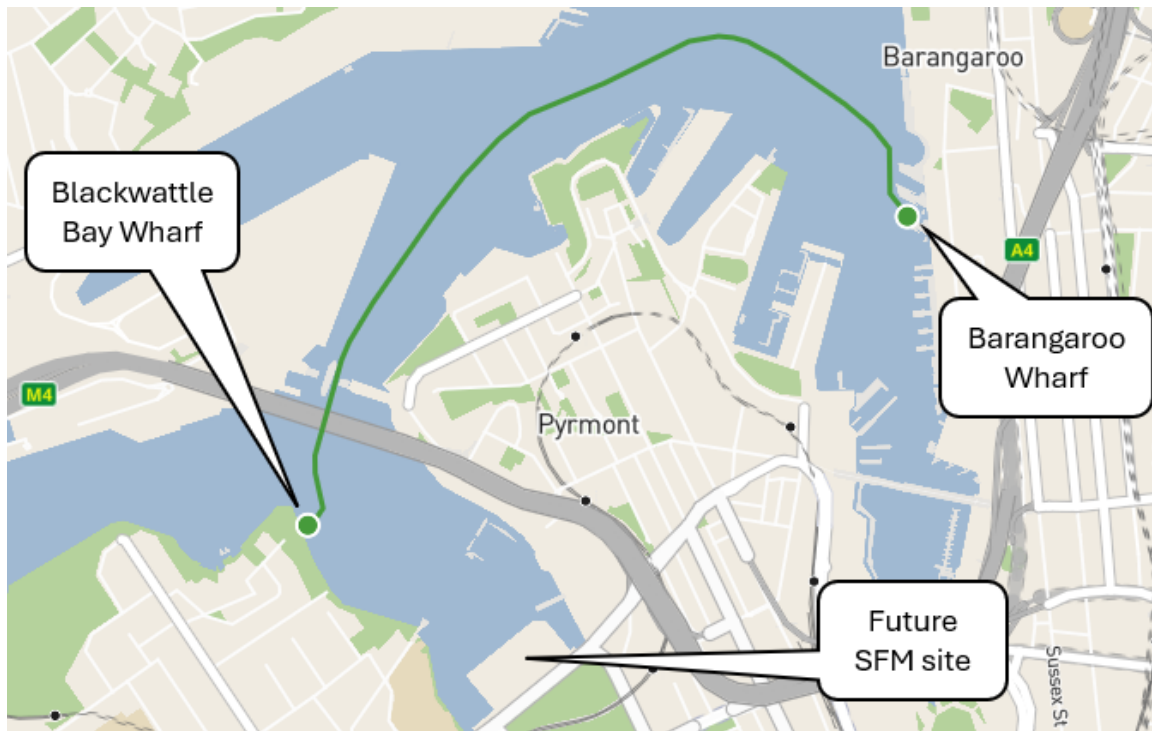 Barangaroo
Blackwattle
Bay Wharf
A4
Barangaroo
Wharf
M4
Pyrmont
Future
SFM site
Sussex St